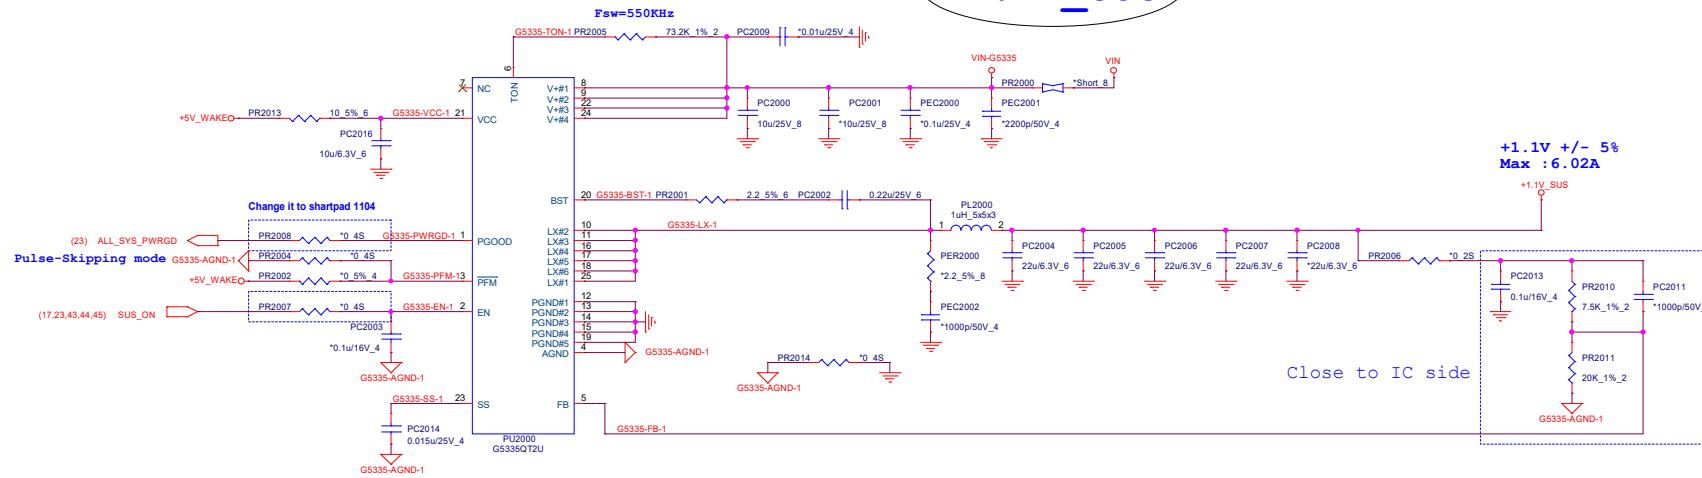 Fsw=550KHz
G5335-TON-1 PR2005 73.2K_1%_2 PC2009 *0.01u/25V_4
VIN-G5335 VIN
6
TON
7 NC
8 V+#1
9 V+#2
22 V+#3
24 V+#4
PR2000 *Short_8
+5V_WAKE PR2013 10_5%_6 G5335-VCC-1 21 VCC
PC2016
10u/6.3V_6
PC2000
10u/25V_8
PC2001
*10u/25V_8
PEC2000
*0.1u/25V_4
PEC2001
*2200p/50V_4
+1.1V +/- 5%
Max :6.02A
+1.1V_SUS
BST 20 G5335-BST-1 PR2001 2.2_5%_6 PC2002 0.22u/25V_6
Change it to shartpad 1104
PL2000
1uH_5x5x3
1 2
(23) ALL_SYS_PWRGD PR2008 *0_4S G5335-PWRGD-1 1 PGOOD
LX#2 10
LX#3 11
LX#4 16
LX#5 17
LX#6 18
LX#1 25
G5335-LX-1
Pulse-Skipping mode G5335-AGND-1 PR2004 *0_4S
+5V_WAKE PR2002 *0_5%_4 G5335-PFM-1 3 PFM
PC2004
22u/6.3V_6
PC2005
22u/6.3V_6
PC2006
22u/6.3V_6
PC2007
22u/6.3V_6
PC2008
*22u/6.3V_6
PR2006 *0_2S
PER2000
*2.2_5%_8
PEC2002
*1000p/50V_4
PC2013
0.1u/16V_4
PR2010
7.5K_1%_2
PC2011
*1000p/50V_
(17,23,43,44,45) SUS_ON PR2007 *0_4S G5335-EN-1 2 EN
PC2003
*0.1u/16V_4
G5335-AGND-1
PGND#1 12
PGND#2 13
PGND#3 14
PGND#4 15
PGND#5 19
AGND 4
G5335-AGND-1
PR2014 *0_4S
G5335-AGND-1
Close to IC side
PR2011
20K_1%_2
G5335-AGND-1
G5335-SS-1 23 SS
FB 5
PC2014
0.015u/25V_4
G5335-AGND-1
G5335-FB-1
PU2000
G5335QT2U